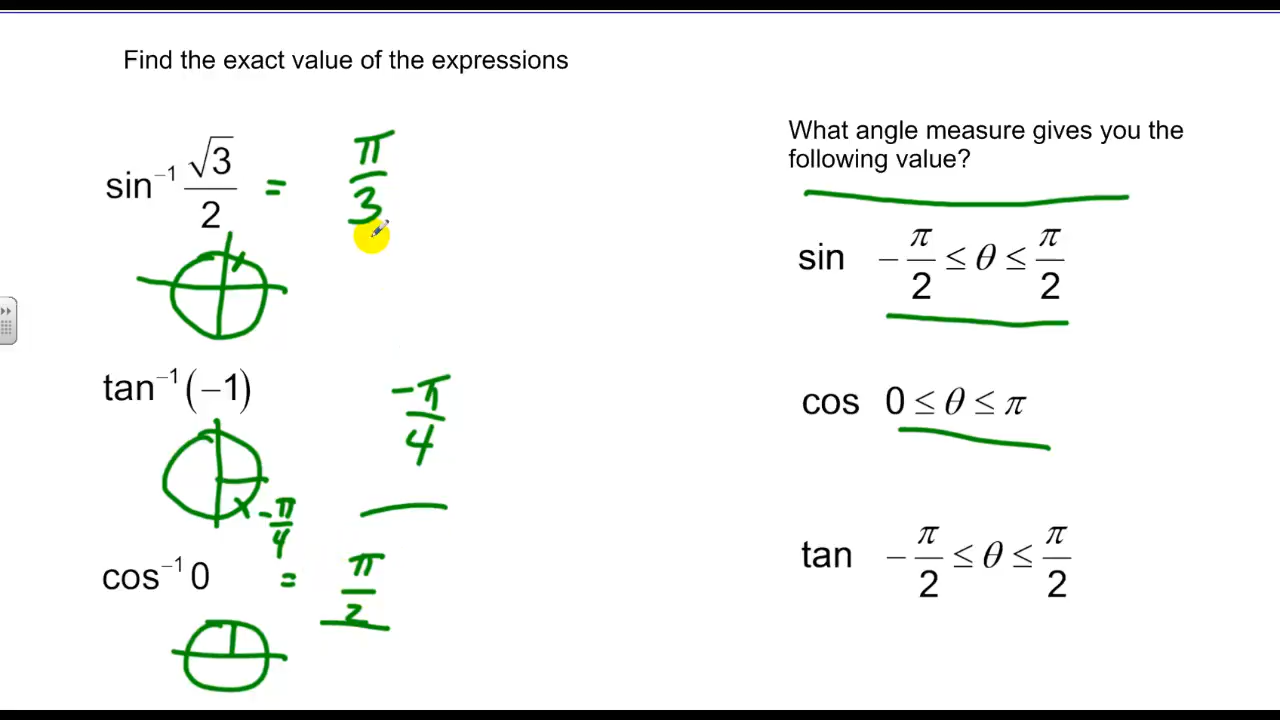 Find the exact value of the expressions
sin⁻¹ √3/2 = π/3
tan⁻¹(−1) -π/4
-π/4
cos⁻¹0 = π/2
What angle measure gives you the
following value?
sin −π/2 ≤ θ ≤ π/2
cos 0 ≤ θ ≤ π
tan −π/2 ≤ θ ≤ π/2